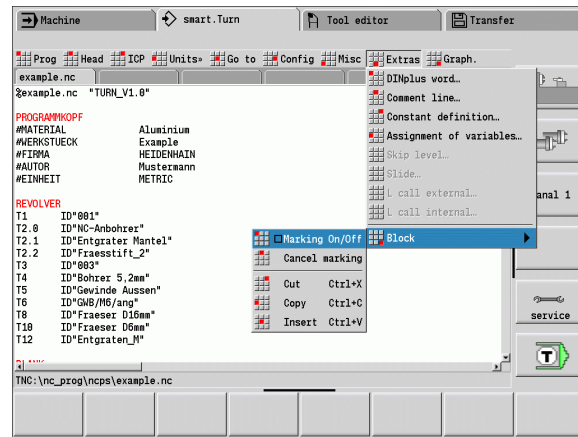 Machine
smart.Turn
Tool editor
Transfer
Prog Head ICP Units» Go to Config Misc Extras Graph.
example.nc
%example.nc "TURN_V1.0"
PROGRAMMKOPF
#MATERIAL Aluminium
#WERKSTUECK Example
#FIRMA HEIDENHAIN
#AUTOR Mustermann
#EINHEIT METRIC
REVOLVER
T1 ID"001"
T2.0 ID"NC-Anbohrer"
T2.1 ID"Entgrater Mantel"
T2.2 ID"Fraesstift_2"
T3 ID"003"
T4 ID"Bohrer 5,2mm"
T5 ID"Gewinde Aussen"
T6 ID"GWB/M6/ang"
T8 ID"Fraeser D16mm"
T10 ID"Fraeser D6mm"
T12 ID"Entgraten_M"
DINplus word…
Comment line…
Constant definition…
Assignment of variables…
Skip level…
Slide…
L call external…
L call internal…
Block
Marking On/Off
Cancel marking
Cut Ctrl+X
Copy Ctrl+C
Insert Ctrl+V
TNC:\nc_prog\ncps\example.nc
anal 1
service
T